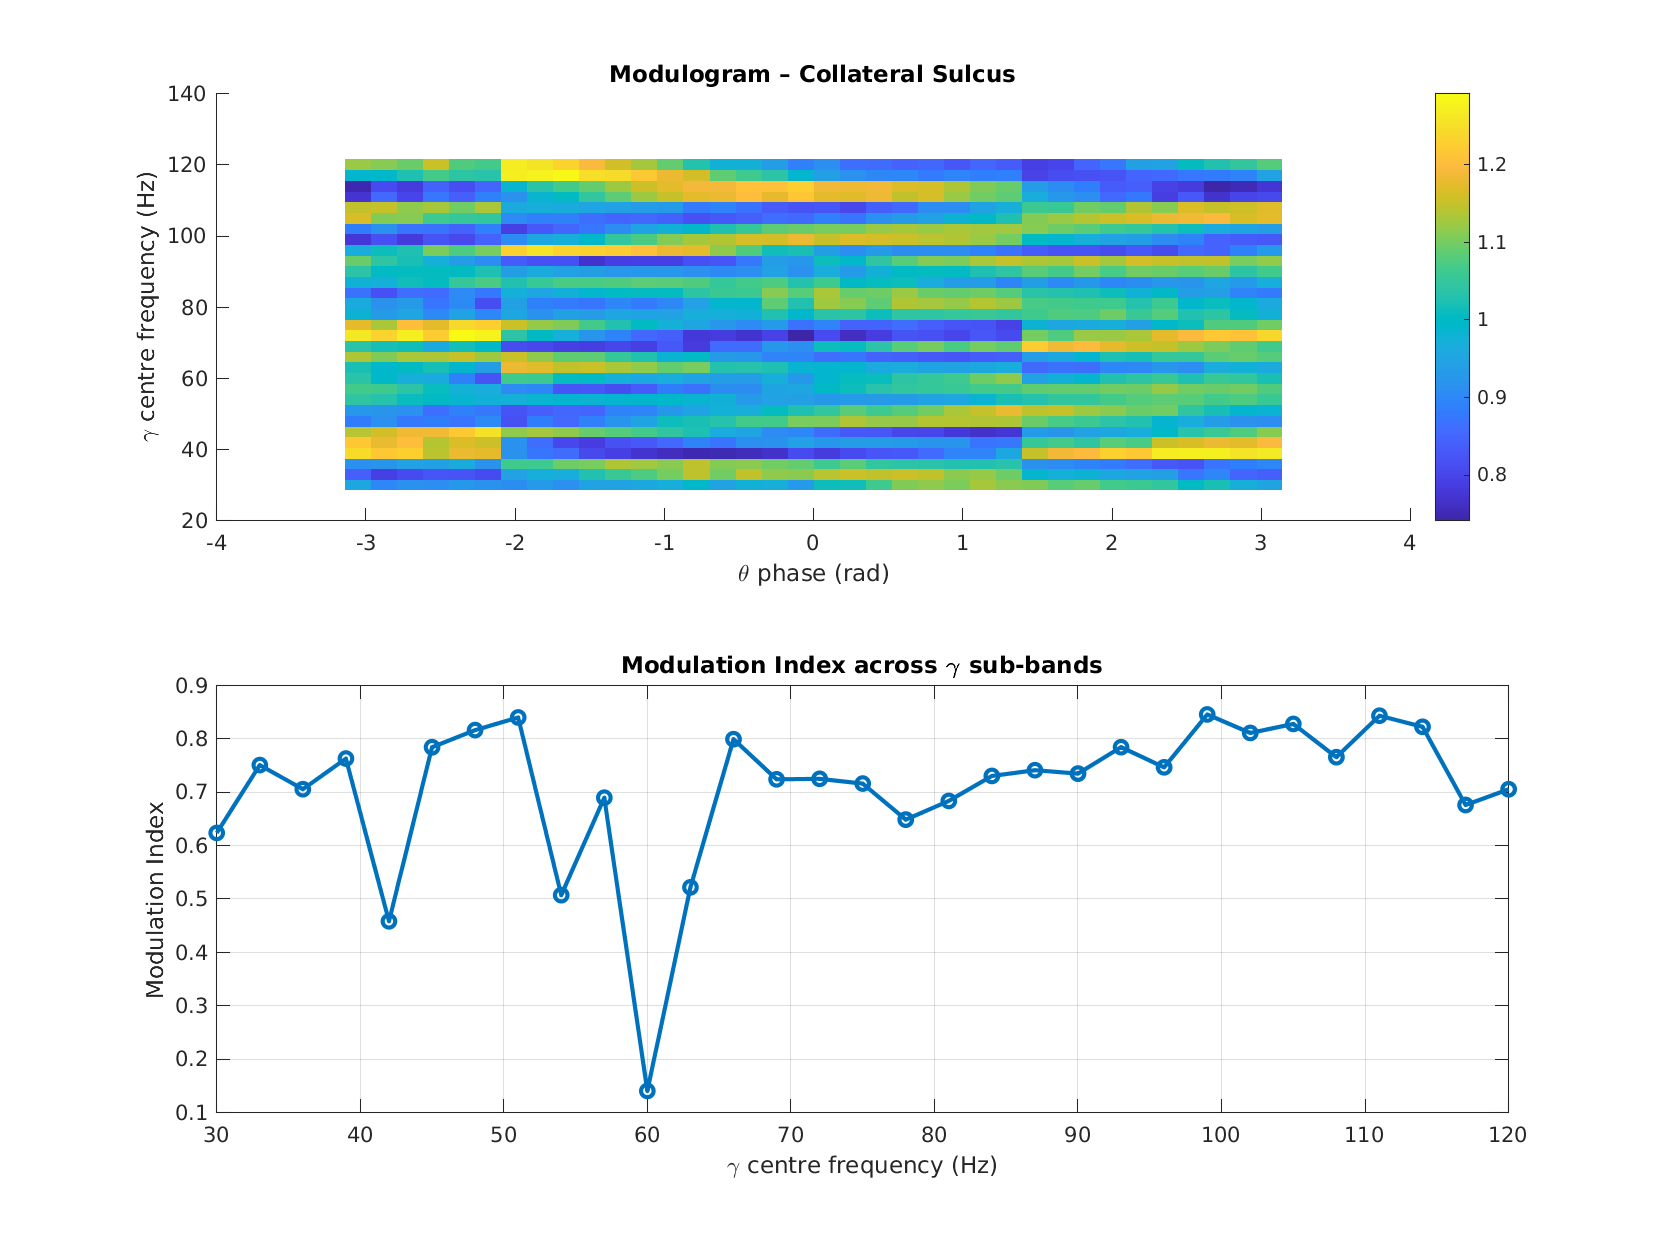 Modulogram – Collateral Sulcus
γ centre frequency (Hz)
140
120
100
80
60
40
20
-4 -3 -2 -1 0 1 2 3 4
θ phase (rad)
1.2
1.1
1
0.9
0.8
Modulation Index across γ sub-bands
Modulation Index
0.9
0.8
0.7
0.6
0.5
0.4
0.3
0.2
0.1
30 40 50 60 70 80 90 100 110 120
γ centre frequency (Hz)